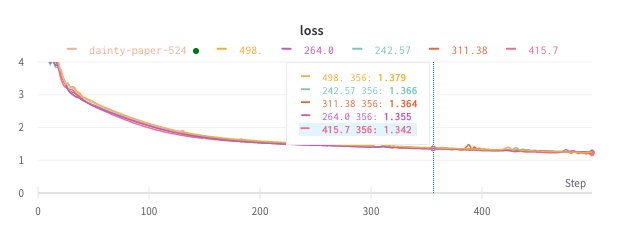 loss
dainty-paper-524 498. 264.0 242.57 311.38 415.7
4
498. 356: 1.379
242.57 356: 1.366
3
311.38 356: 1.364
264.0 356: 1.355
415.7 356: 1.342
2
1
Step
0
0 100 200 300 400